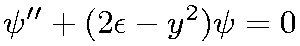 ψ′′ + (2ϵ − y²)ψ = 0